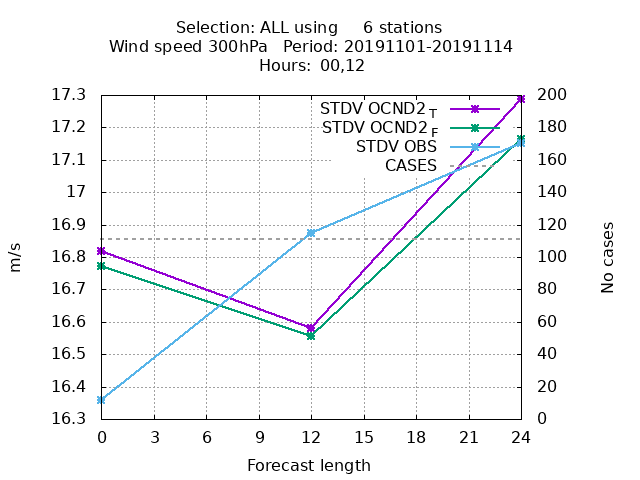 Selection: ALL using     6 stations
Wind speed 300hPa   Period: 20191101-20191114
Hours: 00,12
17.3
17.2
17.1
17
16.9
16.8
16.7
16.6
16.5
16.4
16.3
m/s
STDV OCND2 T
STDV OCND2 F
STDV OBS
CASES
200
180
160
140
120
100
80
60
40
20
0
No cases
0 3 6 9 12 15 18 21 24
Forecast length